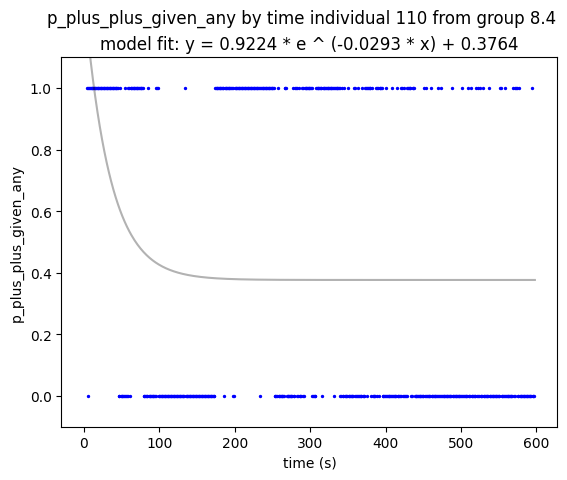 p_plus_plus_given_any by time individual 110 from group 8.4
model fit: y = 0.9224 * e ^ (-0.0293 * x) + 0.3764
1.0
0.8
0.6
0.4
0.2
0.0
p_plus_plus_given_any
0 100 200 300 400 500 600
time (s)